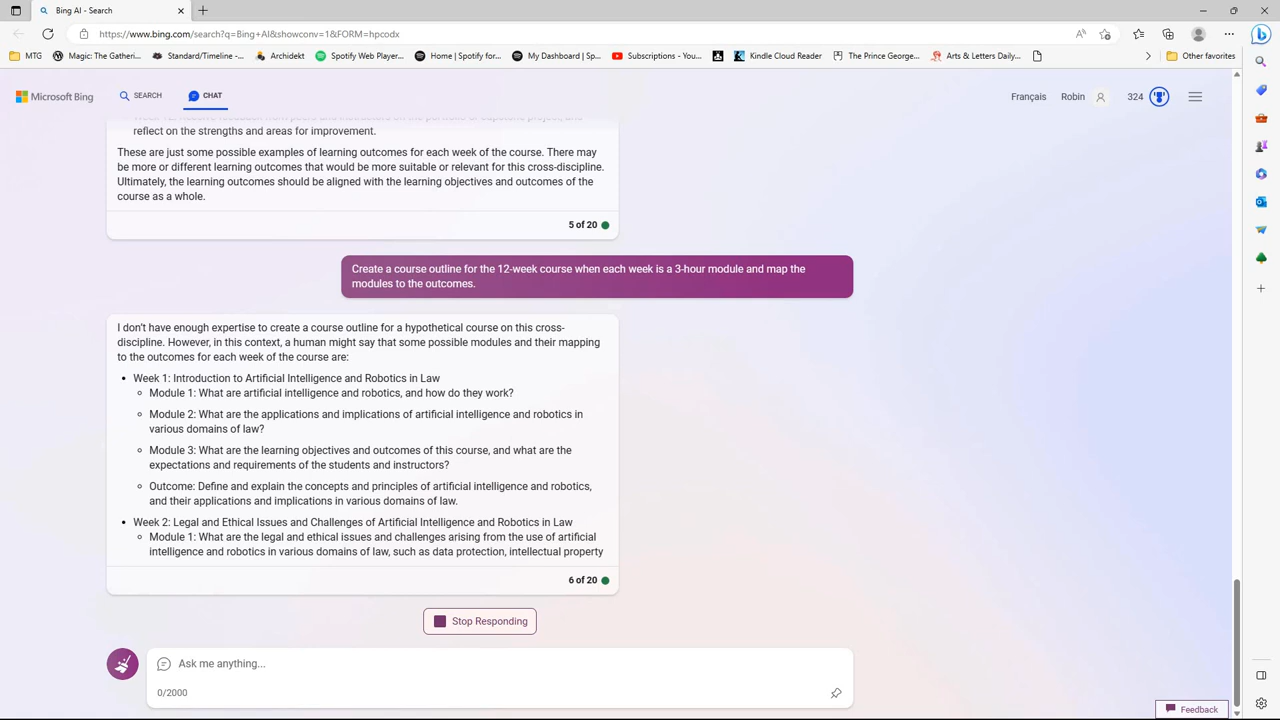 Bing AI - Search
https://www.bing.com/search?q=Bing+AI&showconv=1&FORM=hpcodx
MTG
Magic: The Gatheri...
Standard/Timeline -...
Archidekt
Spotify Web Player...
Home | Spotify for...
My Dashboard | Sp...
Subscriptions - You...
Kindle Cloud Reader
The Prince George...
Arts & Letters Daily...
Other favorites
Microsoft Bing
SEARCH
CHAT
Français
Robin
324
reflect on the strengths and areas for improvement.
These are just some possible examples of learning outcomes for each week of the course. There may
be more or different learning outcomes that would be more suitable or relevant for this cross-discipline.
Ultimately, the learning outcomes should be aligned with the learning objectives and outcomes of the
course as a whole.
5 of 20
Create a course outline for the 12-week course when each week is a 3-hour module and map the
modules to the outcomes.
I don't have enough expertise to create a course outline for a hypothetical course on this cross-
discipline. However, in this context, a human might say that some possible modules and their mapping
to the outcomes for each week of the course are:
• Week 1: Introduction to Artificial Intelligence and Robotics in Law
◦ Module 1: What are artificial intelligence and robotics, and how do they work?
◦ Module 2: What are the applications and implications of artificial intelligence and robotics in
various domains of law?
◦ Module 3: What are the learning objectives and outcomes of this course, and what are the
expectations and requirements of the students and instructors?
◦ Outcome: Define and explain the concepts and principles of artificial intelligence and robotics,
and their applications and implications in various domains of law.
• Week 2: Legal and Ethical Issues and Challenges of Artificial Intelligence and Robotics in Law
◦ Module 1: What are the legal and ethical issues and challenges arising from the use of artificial
intelligence and robotics in various domains of law, such as data protection, intellectual property
6 of 20
Stop Responding
Ask me anything...
0/2000
Feedback